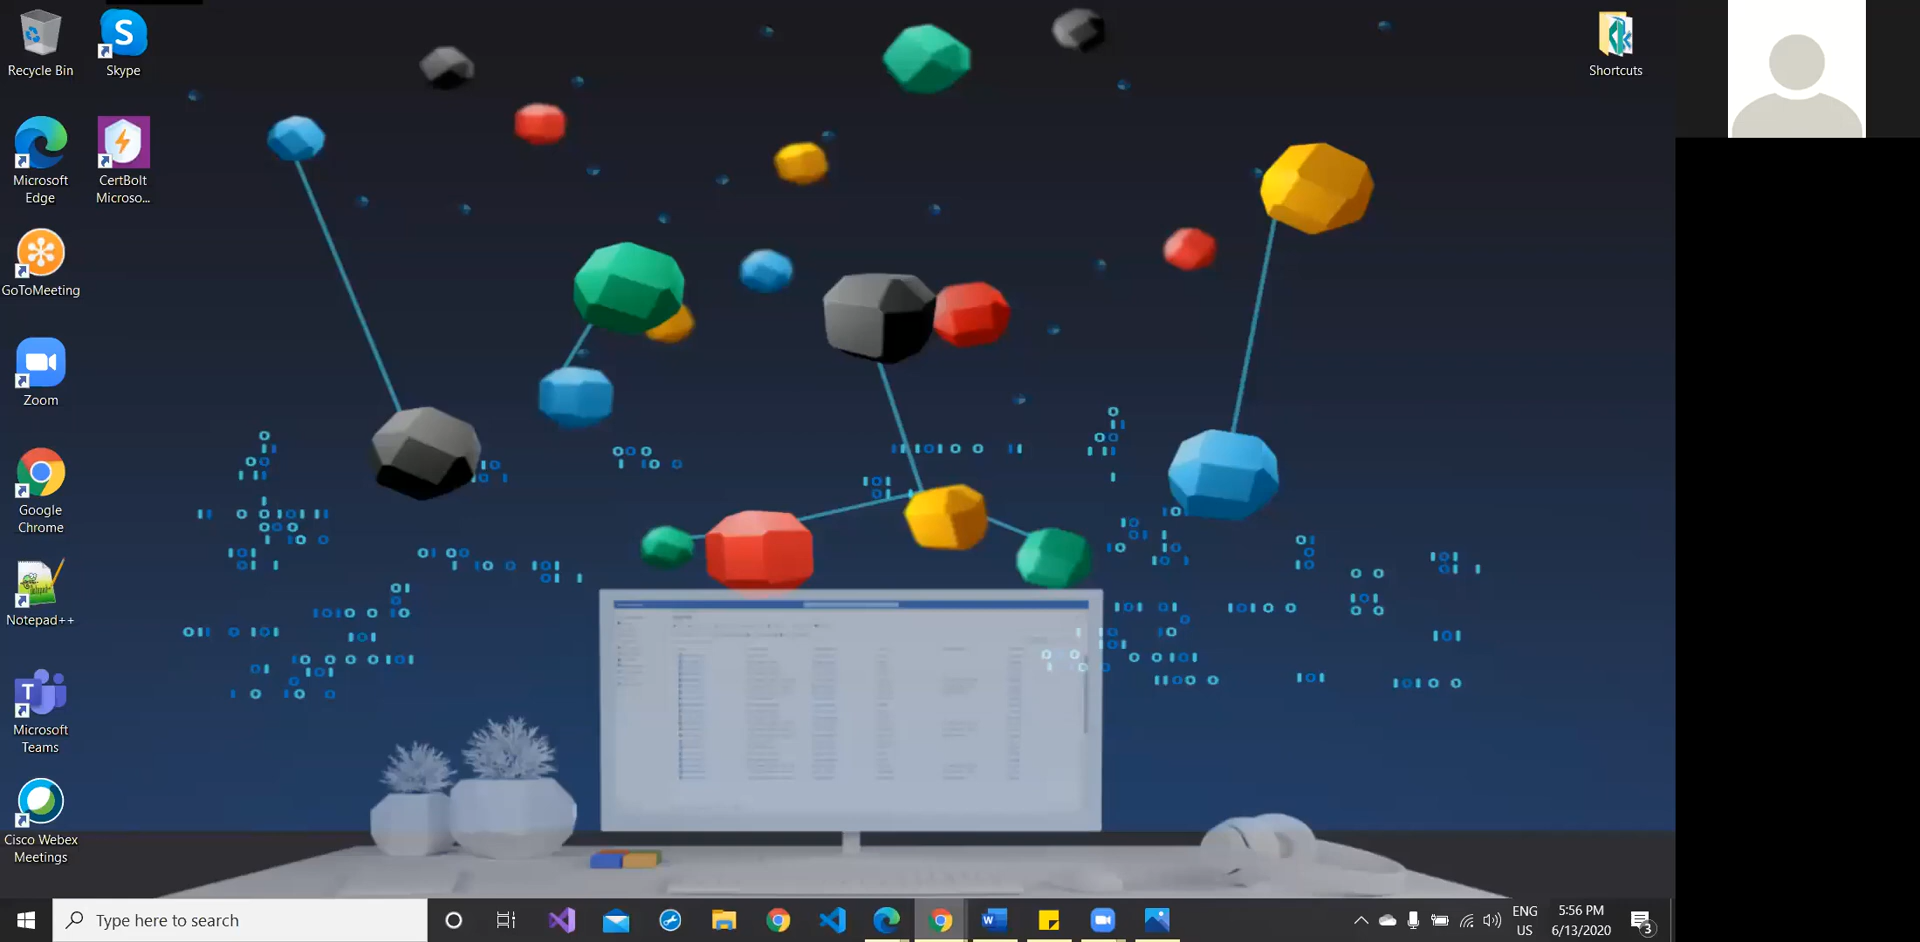 Recycle Bin
Skype
Shortcuts
Microsoft
Edge
CertBolt
Microso...
GoToMeeting
Zoom
Google
Chrome
Notepad++
Microsoft
Teams
Cisco Webex
Meetings
Type here to search
ENG
US
5:56 PM
6/13/2020
3